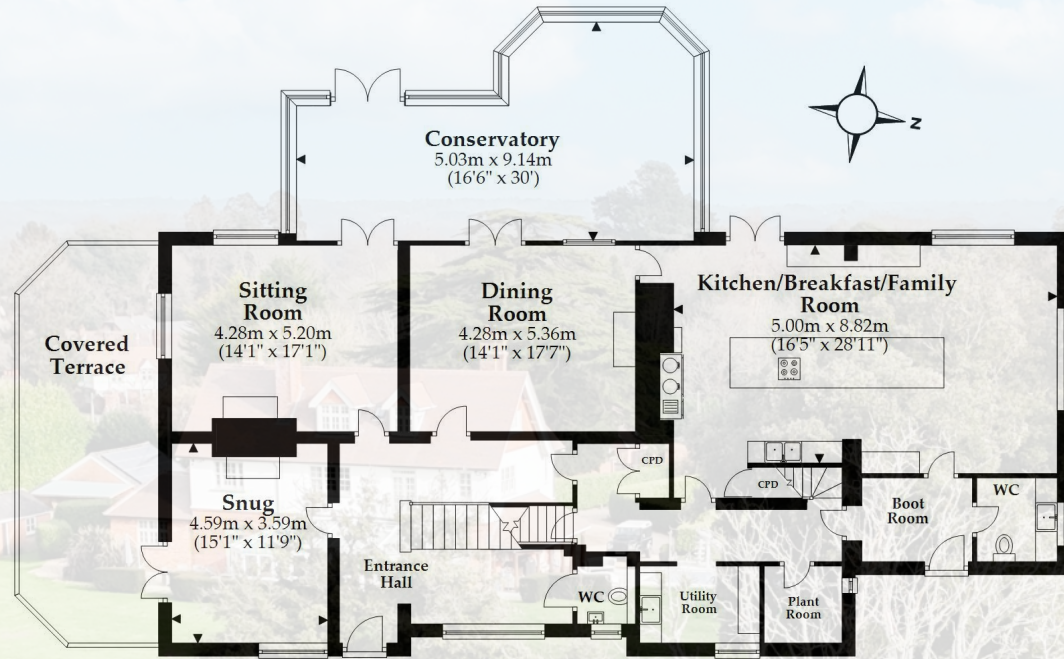 N
Conservatory
5.03m x 9.14m
(16'6" x 30')
Covered
Terrace
Sitting
Room
4.28m x 5.20m
(14'1" x 17'1")
Dining
Room
4.28m x 5.36m
(14'1" x 17'7")
Kitchen/Breakfast/Family
Room
5.00m x 8.82m
(16'5" x 28'11")
CPD
CPD
Snug
4.59m x 3.59m
(15'1" x 11'9")
Entrance
Hall
WC
Utility
Room
Plant
Room
Boot
Room
WC